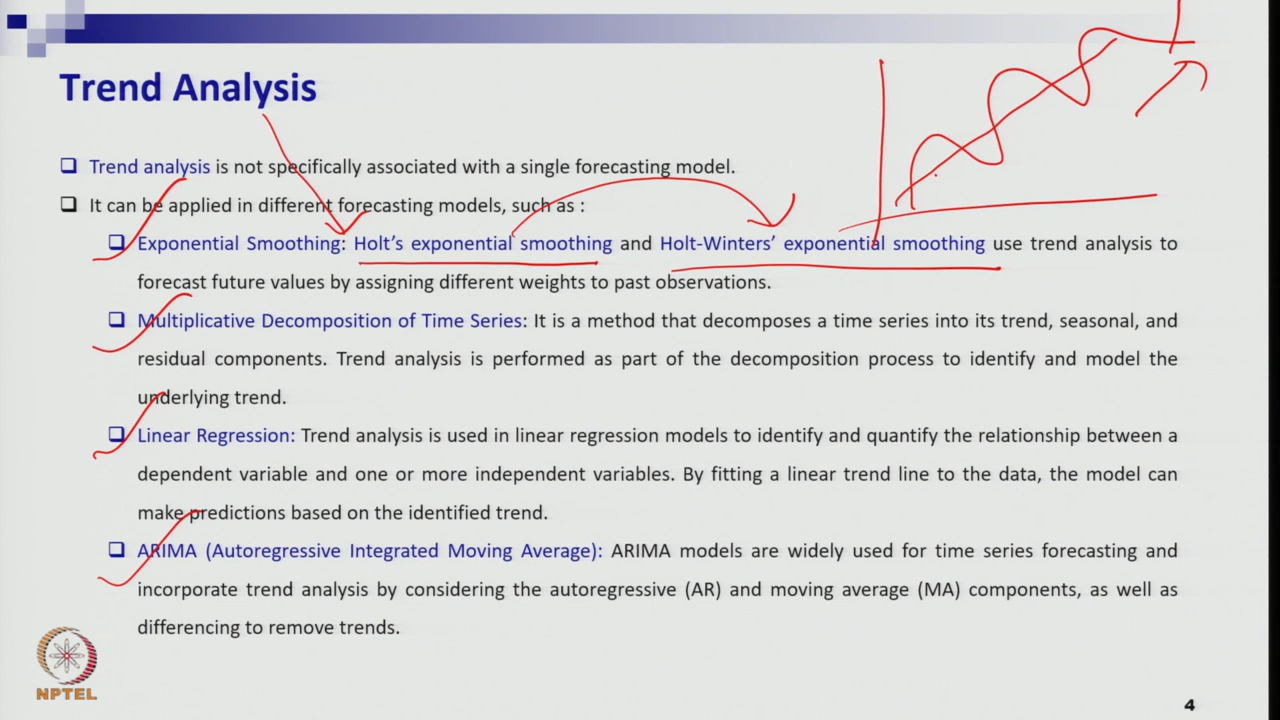 Trend Analysis
❑ Trend analysis is not specifically associated with a single forecasting model.
❑ It can be applied in different forecasting models, such as :
❑ Exponential Smoothing: Holt’s exponential smoothing and Holt-Winters’ exponential smoothing use trend analysis to
forecast future values by assigning different weights to past observations.
❑ Multiplicative Decomposition of Time Series: It is a method that decomposes a time series into its trend, seasonal, and
residual components. Trend analysis is performed as part of the decomposition process to identify and model the
underlying trend.
❑ Linear Regression: Trend analysis is used in linear regression models to identify and quantify the relationship between a
dependent variable and one or more independent variables. By fitting a linear trend line to the data, the model can
make predictions based on the identified trend.
❑ ARIMA (Autoregressive Integrated Moving Average): ARIMA models are widely used for time series forecasting and
incorporate trend analysis by considering the autoregressive (AR) and moving average (MA) components, as well as
differencing to remove trends.
NPTEL
4